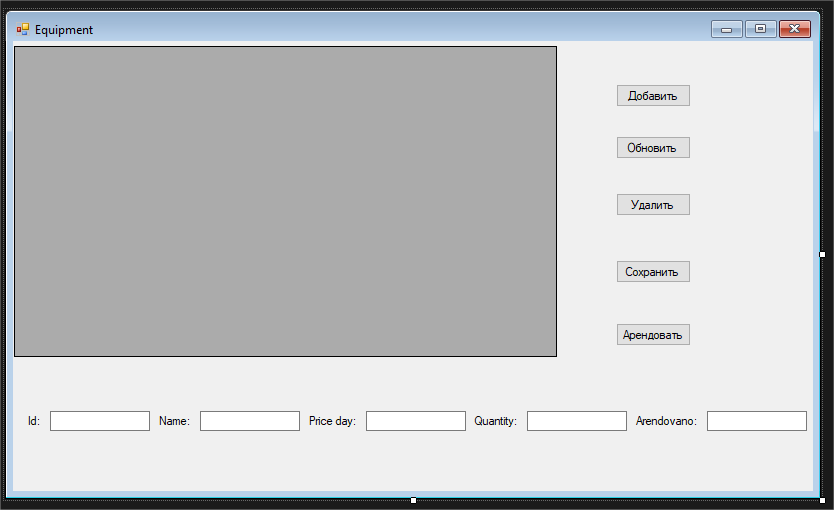 Equipment
Добавить
Обновить
Удалить
Сохранить
Арендовать
Id: Name: Price day: Quantity: Arendovano: